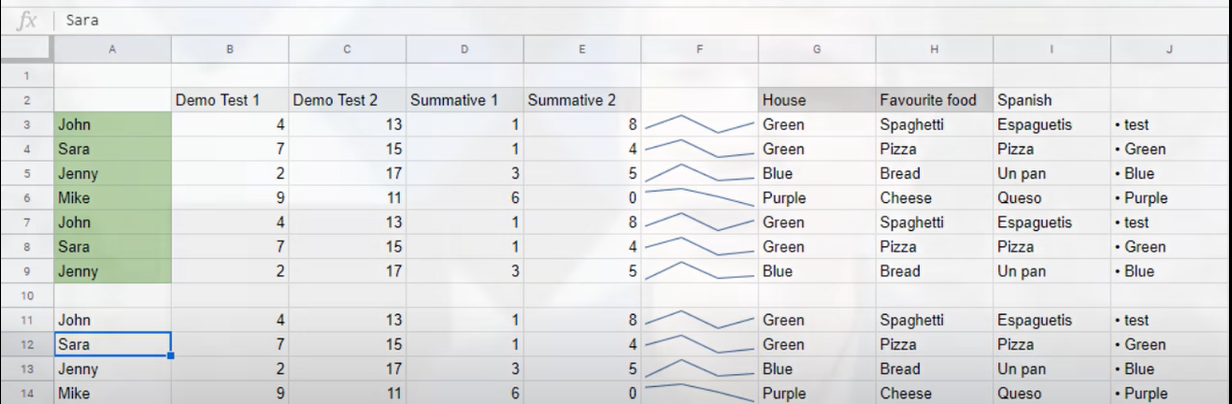 fx Sara
A B C D E F G H I J
1
2 Demo Test 1 Demo Test 2 Summative 1 Summative 2 House Favourite food Spanish
3 John 4 13 1 8 Green Spaghetti Espaguetis • test
4 Sara 7 15 1 4 Green Pizza Pizza • Green
5 Jenny 2 17 3 5 Blue Bread Un pan • Blue
6 Mike 9 11 6 0 Purple Cheese Queso • Purple
7 John 4 13 1 8 Green Spaghetti Espaguetis • test
8 Sara 7 15 1 4 Green Pizza Pizza • Green
9 Jenny 2 17 3 5 Blue Bread Un pan • Blue
10
11 John 4 13 1 8 Green Spaghetti Espaguetis • test
12 Sara 7 15 1 4 Green Pizza Pizza • Green
13 Jenny 2 17 3 5 Blue Bread Un pan • Blue
14 Mike 9 11 6 0 Purple Cheese Queso • Purple